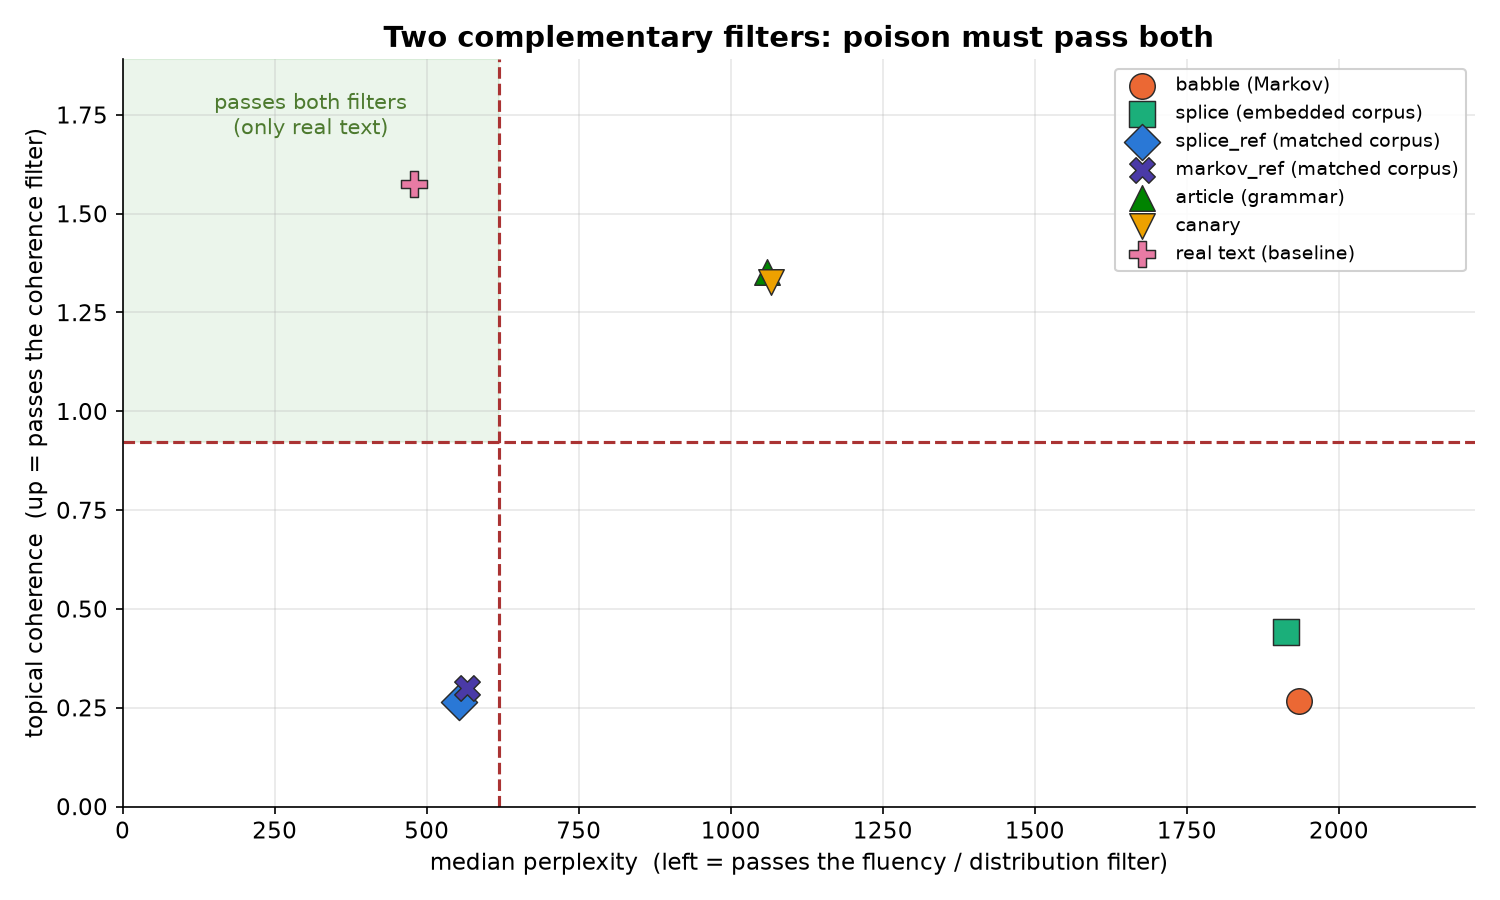 Two complementary filters: poison must pass both
passes both filters
(only real text)
babble (Markov)
splice (embedded corpus)
splice_ref (matched corpus)
markov_ref (matched corpus)
article (grammar)
canary
real text (baseline)
topical coherence (up = passes the coherence filter)
1.75
1.50
1.25
1.00
0.75
0.50
0.25
0.00
0
250
500
750
1000
1250
1500
1750
2000
median perplexity (left = passes the fluency / distribution filter)